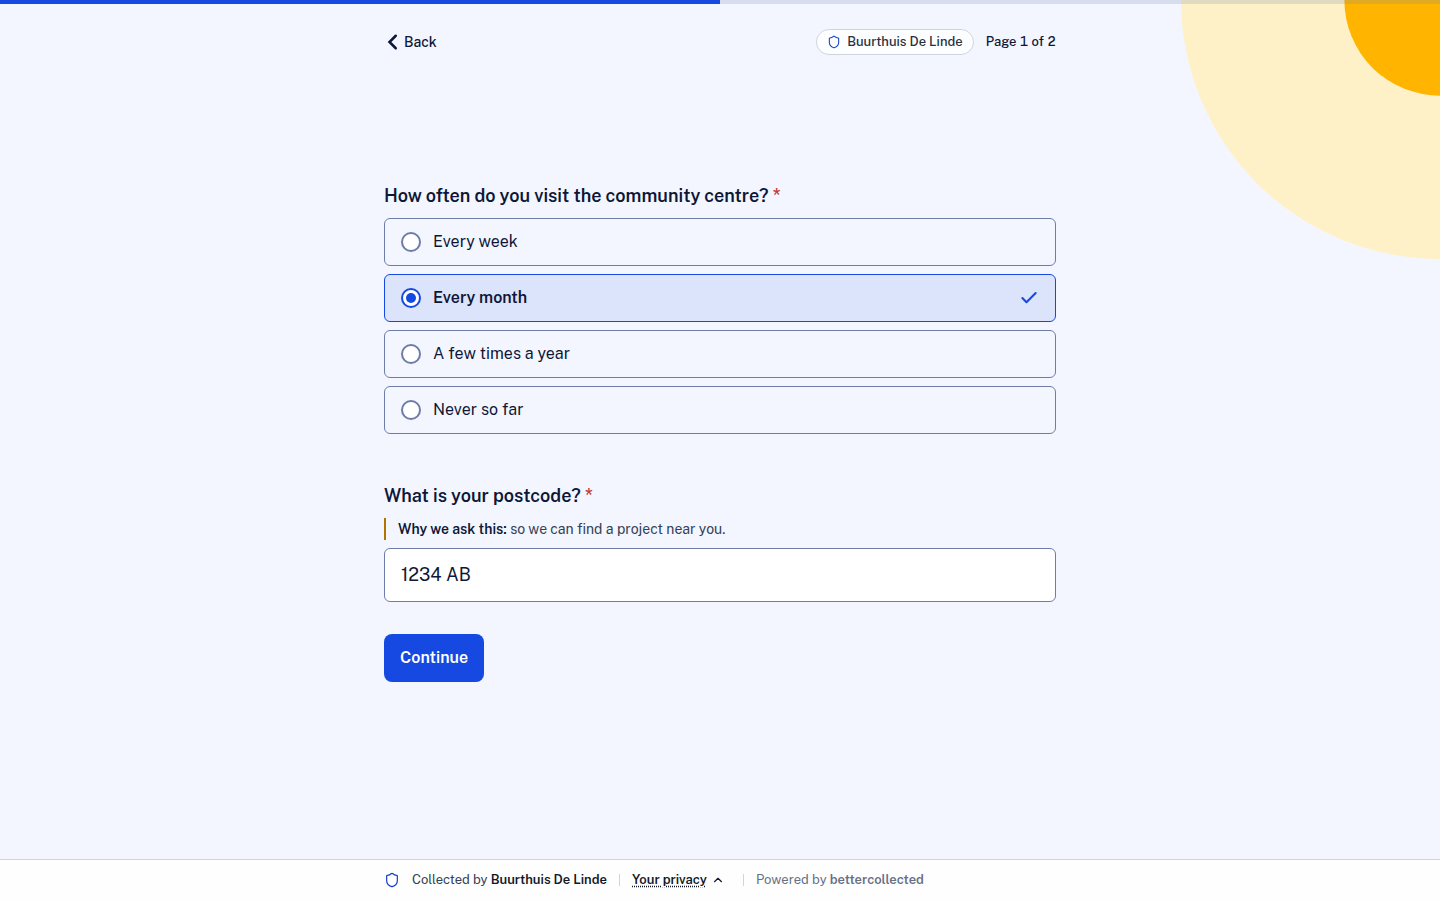 Back
Buurthuis De Linde
Page 1 of 2
How often do you visit the community centre? *
Every week
Every month
A few times a year
Never so far
What is your postcode? *
Why we ask this: so we can find a project near you.
1234 AB
Continue
Collected by Buurthuis De Linde
Your privacy
Powered by bettercollected